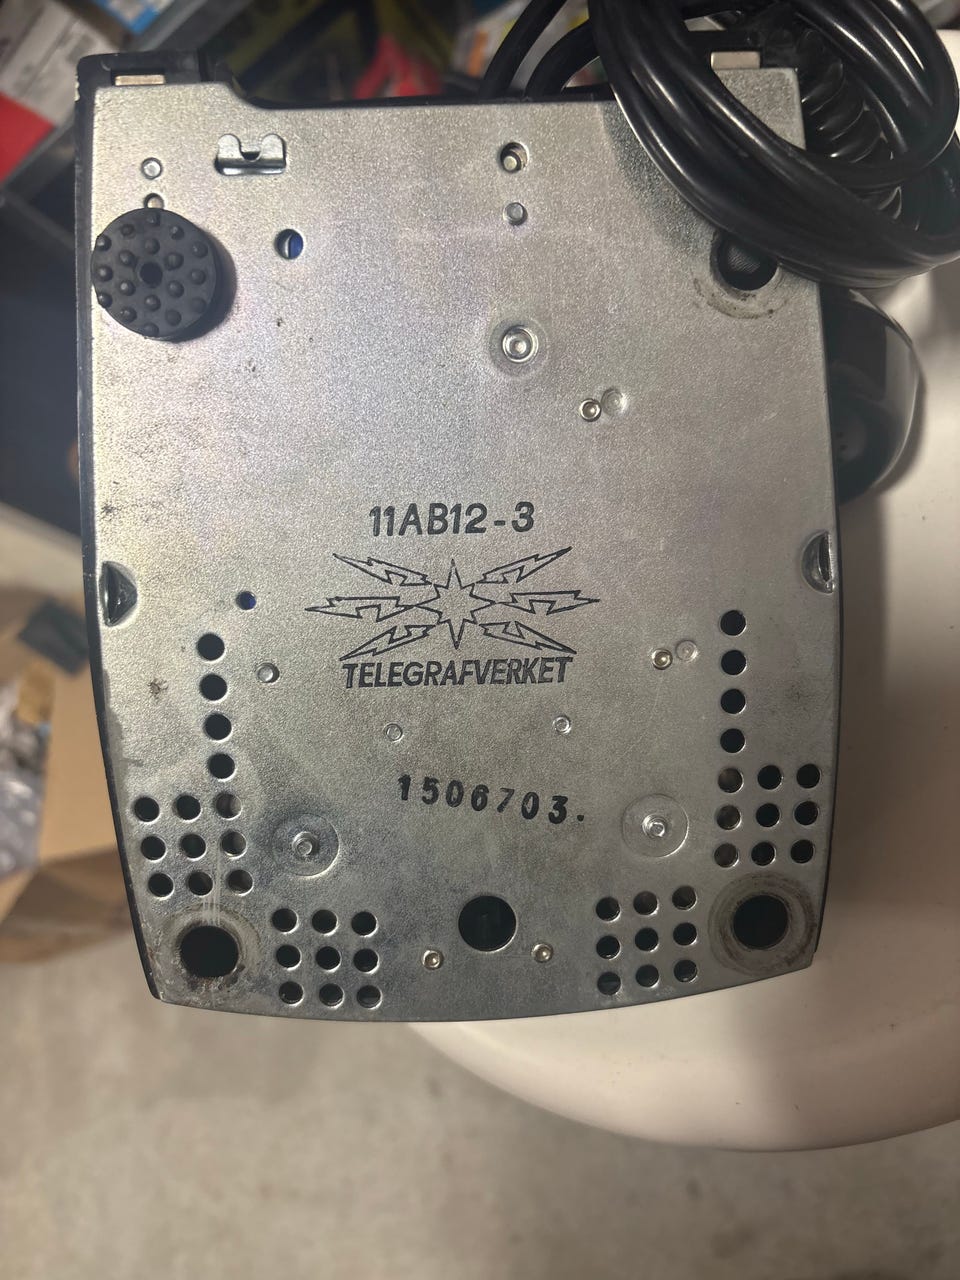 11AB12-3
TELEGRAFVERKET
1506703.